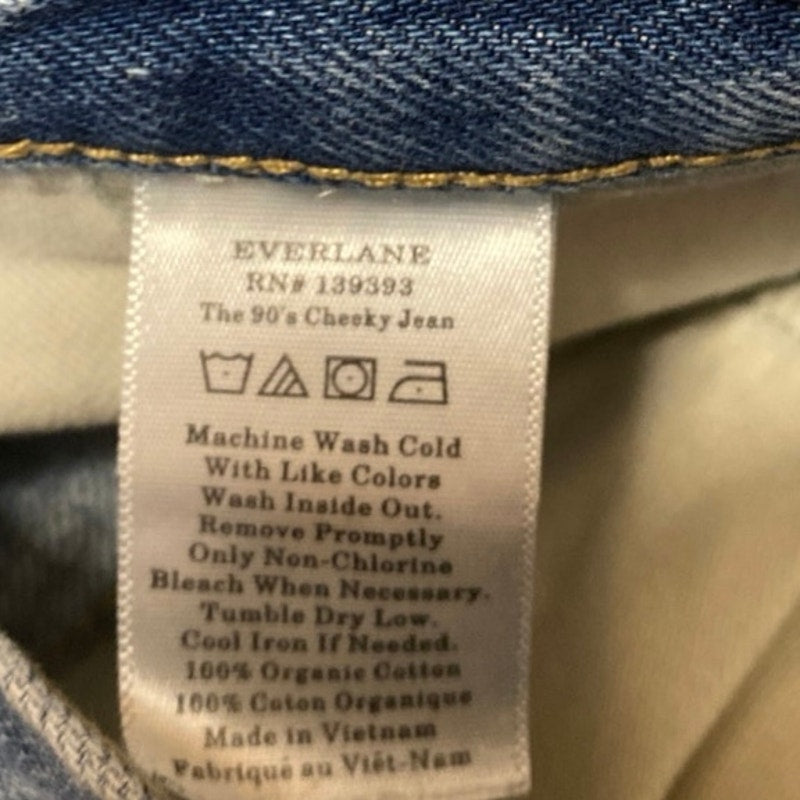 EVERLANE
RN# 139393
The 90's Cheeky Jean
Machine Wash Cold
With Like Colors
Wash Inside Out.
Remove Promptly
Only Non-Chlorine
Bleach When Necessary.
Tumble Dry Low.
Cool Iron If Needed.
100% Organic Cotton
100% Coton Organique
Made in Vietnam
Fabriqué au Viêt-Nam